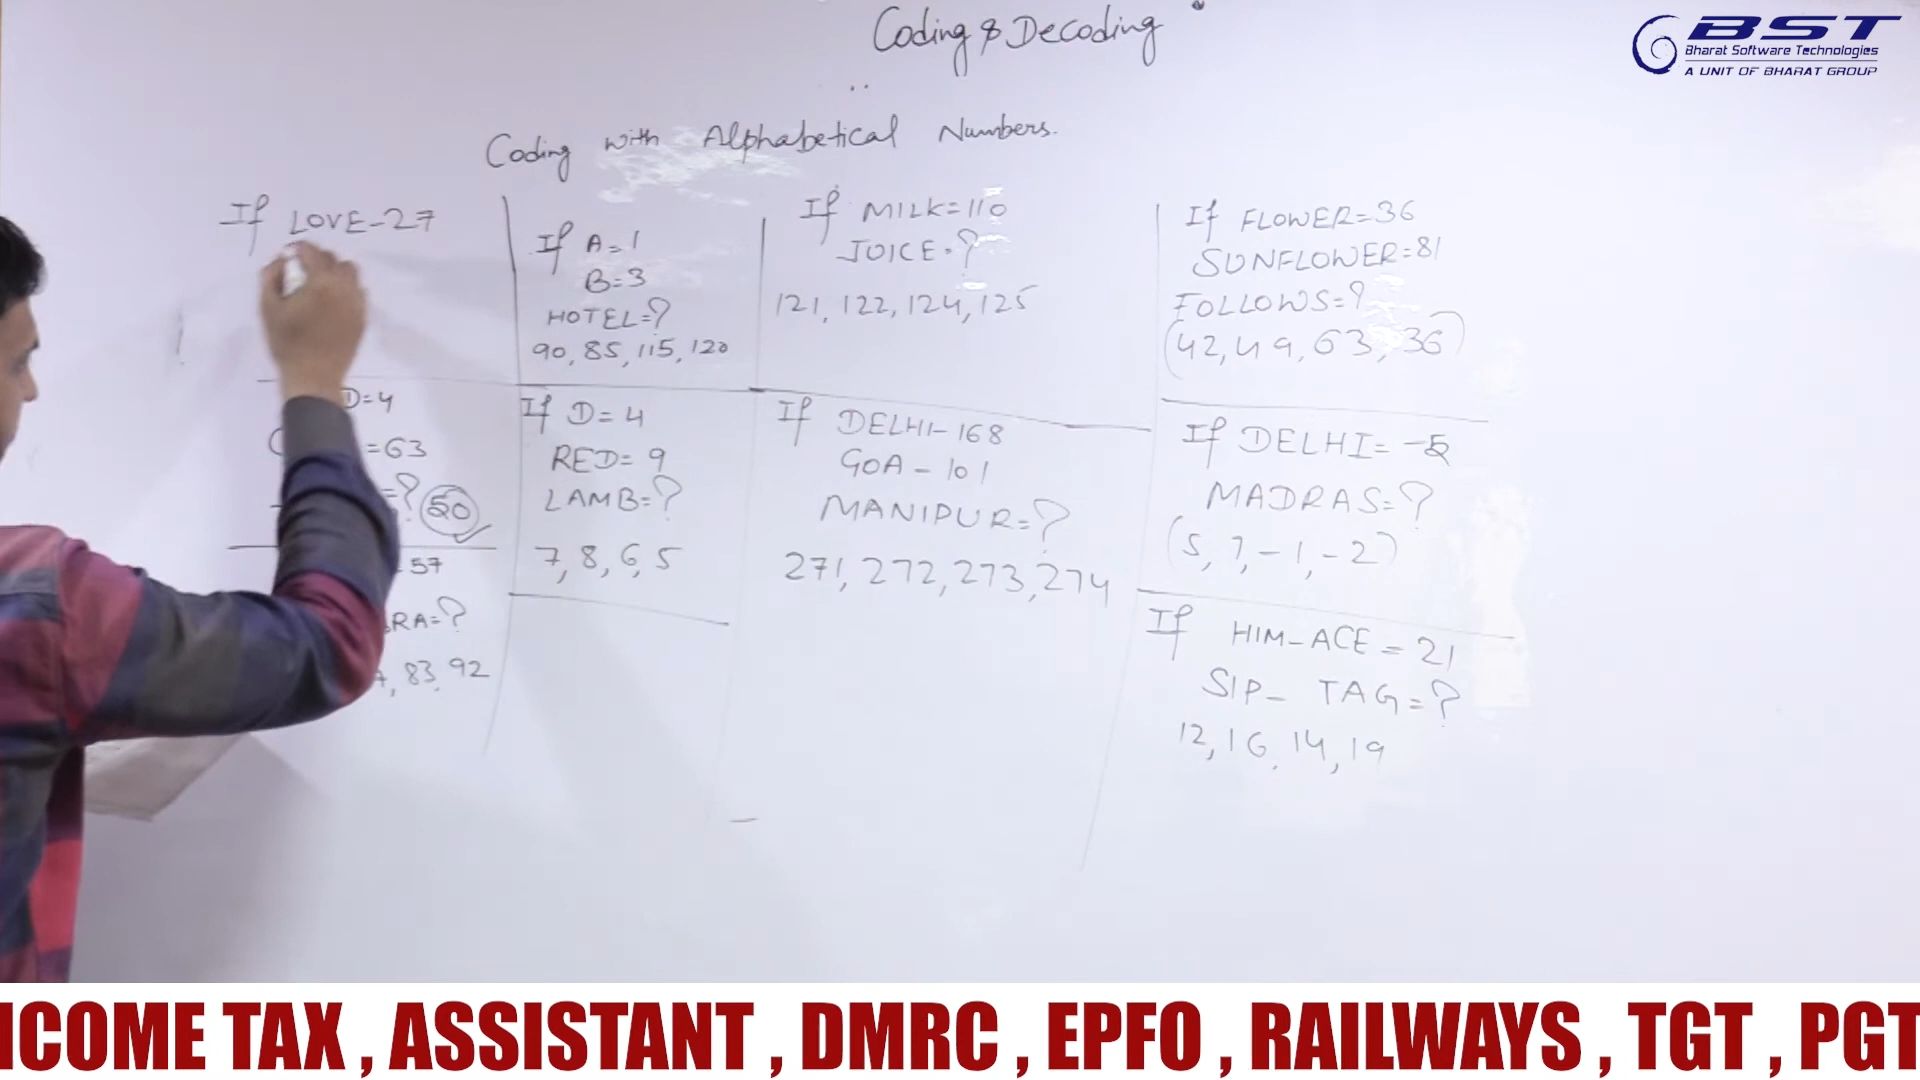 Coding & Decoding
BST
Bharat Software Technologies
A UNIT OF BHARAT GROUP
Coding with Alphabetical Numbers.
If LOVE-27
If A=1
B=3
HOTEL=?
90, 85, 115, 120
If MILK=110
JUICE=?
121, 122, 124, 125
If FLOWER=36
SUNFLOWER=81
FOLLOWS=?
(42, 49, 63, 36)
D=4
=63
=? 50
57
RA=?
, 83, 92
If D=4
RED=9
LAMB=?
7, 8, 6, 5
If DELHI-168
GOA-101
MANIPUR=?
271, 272, 273, 274
If DELHI=
MADRAS=?
(5, 7, -1, -2)
If HIM-ACE=21
SIP-TAG=?
12, 16, 14, 19
ICOME TAX , ASSISTANT , DMRC , EPFO , RAILWAYS , TGT , PGT